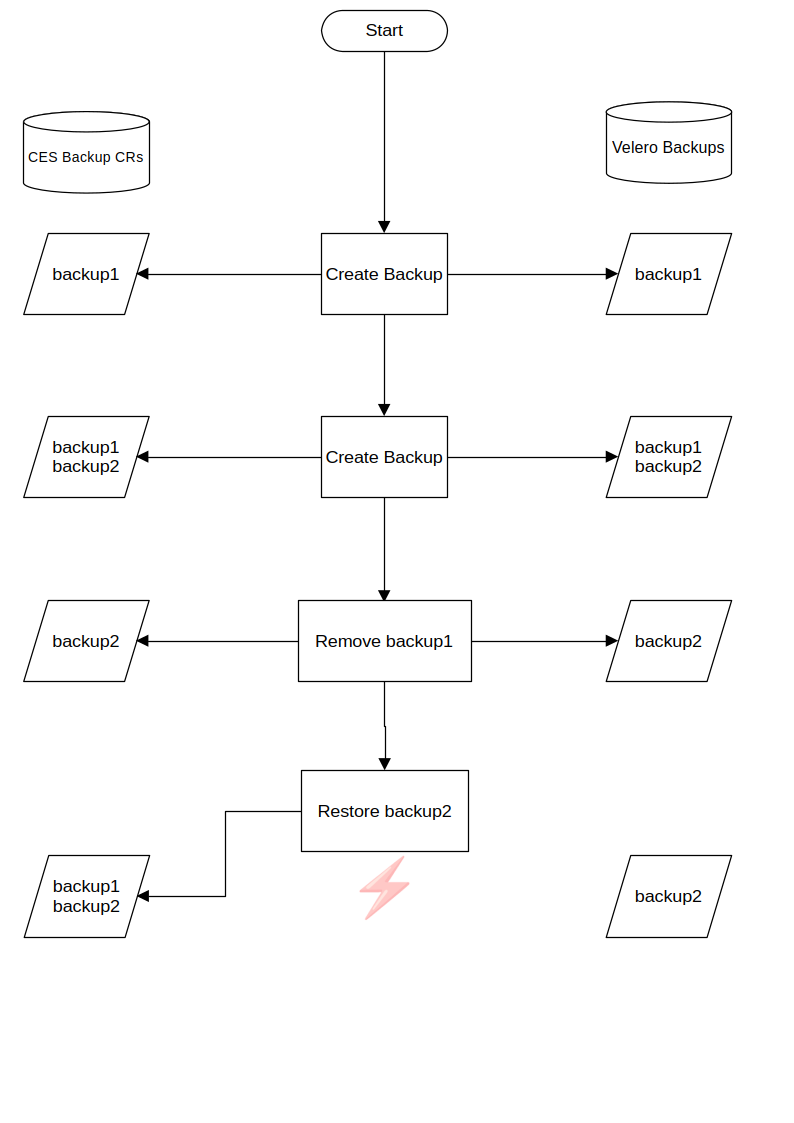 Start
CES Backup CRs
Velero Backups
backup1
Create Backup
backup1
backup1
backup2
Create Backup
backup1
backup2
backup2
Remove backup1
backup2
Restore backup2
backup1
backup2
backup2